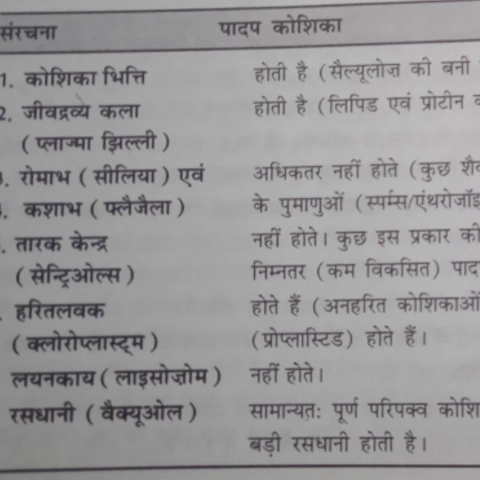 संरचना पादप कोशिका
1. कोशिका भित्ति होती है (सैल्यूलोज़ की बनी
2. जीवद्रव्य कला होती है (लिपिड एवं प्रोटीन
(प्लाज्मा झिल्ली)
रोमाभ (सीलिया) एवं अधिकतर नहीं होते (कुछ
कशाभ (फ्लैजैला) के पुमाणुओं (स्पर्म्स/एंथरोजॉइ
तारक केन्द्र नहीं होते। कुछ इस प्रकार की
(सेन्ट्रिओल्स) निम्नतर (कम विकसित)
हरितलवक होते हैं (अनहरित कोशिकाओं
(क्लोरोप्लास्ट्म) (प्रोप्लास्टिड) होते हैं।
लयनकाय (लाइसोज़ोम) नहीं होते।
रसधानी (वैक्यूओल) सामान्यतः पूर्ण परिपक्व
बड़ी रसधानी होती है।